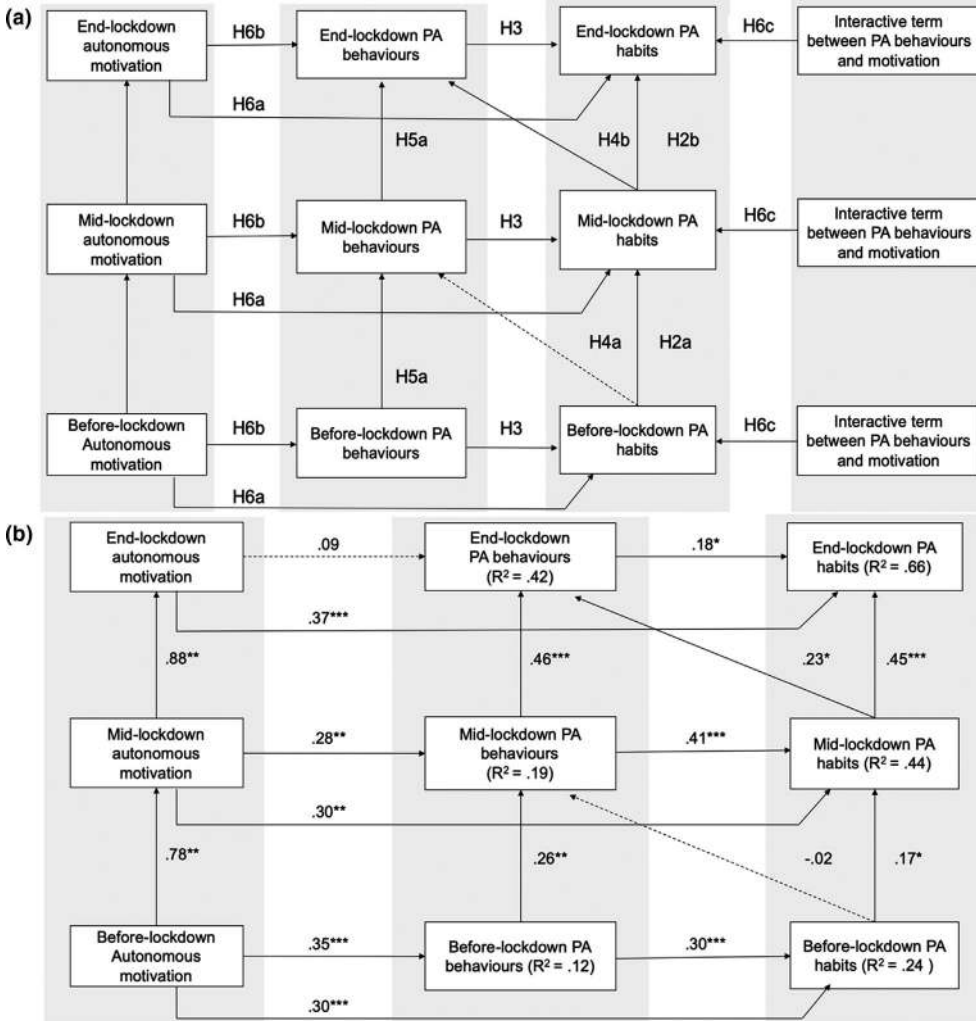 (a)
End-lockdown
autonomous
motivation
H6b
End-lockdown PA
behaviours
H3
End-lockdown PA
habits
H6c
Interactive term
between PA behaviours
and motivation
H6a
H5a
H4b
H2b
Mid-lockdown
autonomous
motivation
H6b
Mid-lockdown PA
behaviours
H3
Mid-lockdown PA
habits
H6c
Interactive term
between PA behaviours
and motivation
H6a
H5a
H4a
H2a
Before-lockdown
Autonomous
motivation
H6b
Before-lockdown PA
behaviours
H3
Before-lockdown PA
habits
H6c
Interactive term
between PA behaviours
and motivation
H6a
(b)
End-lockdown
autonomous
motivation
.09
End-lockdown
PA behaviours
(R² = .42)
.18*
End-lockdown PA
habits (R² = .66)
.37***
.88**
.46***
.23*
.45***
Mid-lockdown
autonomous
motivation
.28**
Mid-lockdown PA
behaviours
(R² = .19)
.41***
Mid-lockdown PA
habits (R² = .44)
.30**
.78**
.26**
-.02
.17*
Before-lockdown
Autonomous
motivation
.35***
Before-lockdown PA
behaviours (R² = .12)
.30***
Before-lockdown PA
habits (R² = .24 )
.30***